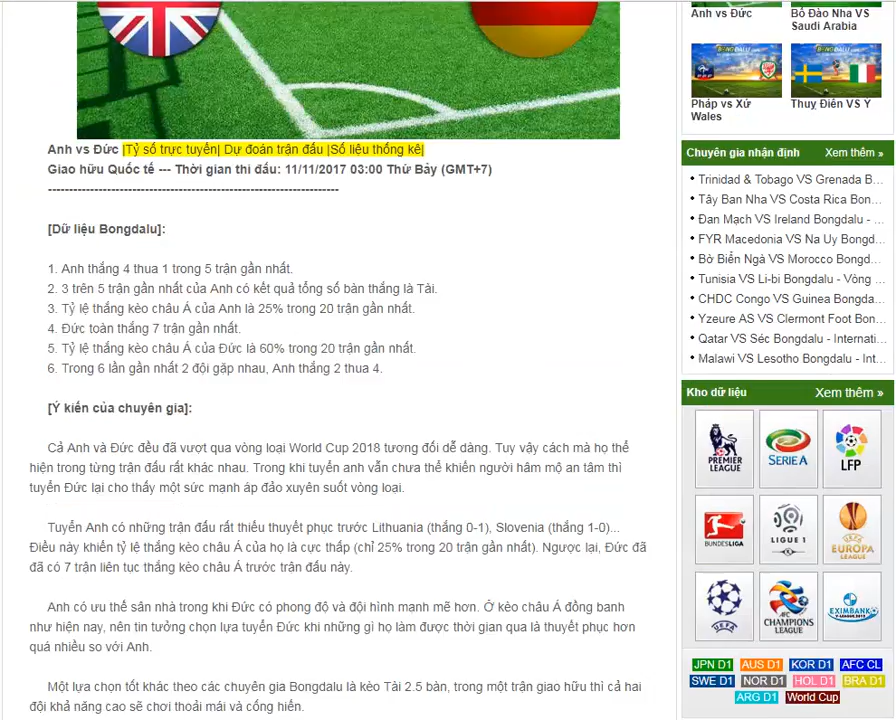 Anh vs Đức |Tỷ số trực tuyến| Dự đoán trận đấu |Số liệu thống kê|
Giao hữu Quốc tế --- Thời gian thi đấu: 11/11/2017 03:00 Thứ Bảy (GMT+7)
--------------------------------------------------------------------
[Dữ liệu Bongdalu]:
1. Anh thắng 4 thua 1 trong 5 trận gần nhất.
2. 3 trên 5 trận gần nhất của Anh có kết quả tổng số bàn thắng là Tài.
3. Tỷ lệ thắng kèo châu Á của Anh là 25% trong 20 trận gần nhất.
4. Đức toàn thắng 7 trận gần nhất.
5. Tỷ lệ thắng kèo châu Á của Đức là 60% trong 20 trận gần nhất.
6. Trong 6 lần gần nhất 2 đội gặp nhau, Anh thắng 2 thua 4.
[Ý kiến của chuyên gia]:
Cả Anh và Đức đều đã vượt qua vòng loại World Cup 2018 tương đối dễ dàng. Tuy vậy cách mà họ thể
hiện trong từng trận đấu rất khác nhau. Trong khi tuyển anh vẫn chưa thể khiến người hâm mộ an tâm thì
tuyển Đức lại cho thấy một sức mạnh áp đảo xuyên suốt vòng loại.
Tuyển Anh có những trận đấu rất thiếu thuyết phục trước Lithuania (thắng 0-1), Slovenia (thắng 1-0)...
Điều này khiến tỷ lệ thắng kèo châu Á của họ là cực thấp (chỉ 25% trong 20 trận gần nhất). Ngược lại, Đức đã
đã có 7 trận liên tục thắng kèo châu Á trước trận đấu này.
Anh có ưu thế sân nhà trong khi Đức có phong độ và đội hình mạnh mẽ hơn. Ở kèo châu Á đồng banh
như hiện nay, nên tin tưởng chọn lựa tuyển Đức khi những gì họ làm được thời gian qua là thuyết phục hơn
quá nhiều so với Anh.
Một lựa chọn tốt khác theo các chuyên gia Bongdalu là kèo Tài 2.5 bàn, trong một trận giao hữu thì cả hai
đội khả năng cao sẽ chơi thoải mái và cống hiến.
Anh vs Đức
Bồ Đào Nha VS
Saudi Arabia
Pháp vs Xứ
Wales
Thuỵ Điển VS Ý
Chuyên gia nhận định Xem thêm »
Trinidad & Tobago VS Grenada B...
Tây Ban Nha VS Costa Rica Bon...
Đan Mạch VS Ireland Bongdalu - ...
FYR Macedonia VS Na Uy Bongd...
Bờ Biển Ngà VS Morocco Bongd...
Tunisia VS Li-bi Bongdalu - Vòng ...
CHDC Congo VS Guinea Bongda...
Yzeure AS VS Clermont Foot Bon...
Qatar VS Séc Bongdalu - Internati...
Malawi VS Lesotho Bongdalu - Int...
Kho dữ liệu Xem thêm »
PREMIER
LEAGUE
SERIE A
LFP
BUNDESLIGA
LIGUE 1
UEFA
EUROPA
LEAGUE
UEFA
AFC
CHAMPIONS
LEAGUE
EXIMBANK
JPN D1 AUS D1 KOR D1 AFC CL
SWE D1 NOR D1 HOL D1 BRA D1
ARG D1 World Cup